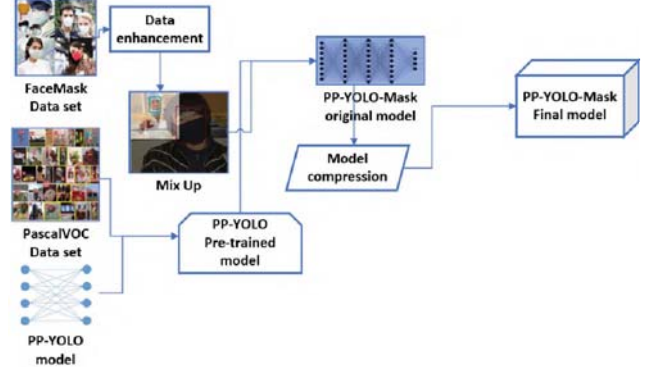 Data
enhancement
FaceMask
Data set
Mix Up
PP-YOLO-Mask
original model
PP-YOLO-Mask
Final model
Model
compression
PascalVOC
Data set
PP-YOLO
Pre-trained
model
PP-YOLO
model